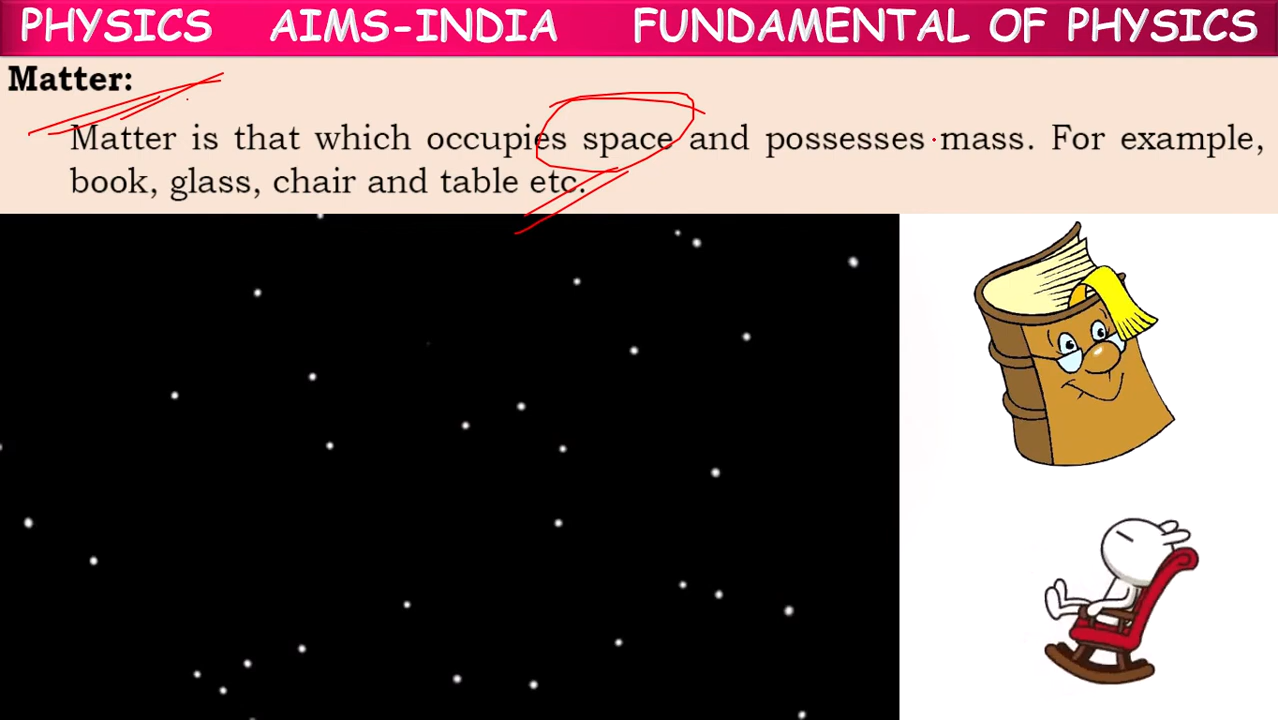 PHYSICS AIMS-INDIA FUNDAMENTAL OF PHYSICS
Matter:
Matter is that which occupies space and possesses mass. For example,
book, glass, chair and table etc.